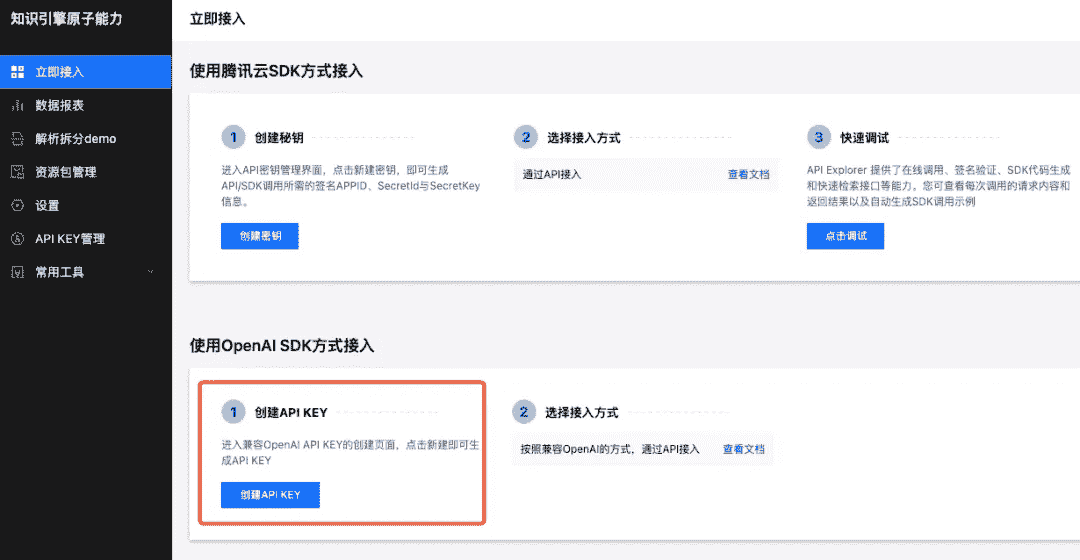 知识引擎原子能力
立即接入
数据报表
解析拆分demo
资源包管理
设置
API KEY管理
常用工具
立即接入
使用腾讯云SDK方式接入
1 创建秘钥
进入API密钥管理界面，点击新建密钥，即可生成
API/SDK调用所需的签名APPID、SecretId与SecretKey
信息。
创建密钥
2 选择接入方式
通过API接入 查看文档
3 快速调试
API Explorer 提供了在线调用、签名验证、SDK代码生成
和快速检索接口等能力，您可查看每次调用的请求内容和
返回结果以及自动生成SDK调用示例
点击调试
使用OpenAI SDK方式接入
1 创建API KEY
进入兼容OpenAI API KEY的创建页面，点击新建即可生
成API KEY
创建API KEY
2 选择接入方式
按照兼容OpenAI的方式，通过API接入 查看文档